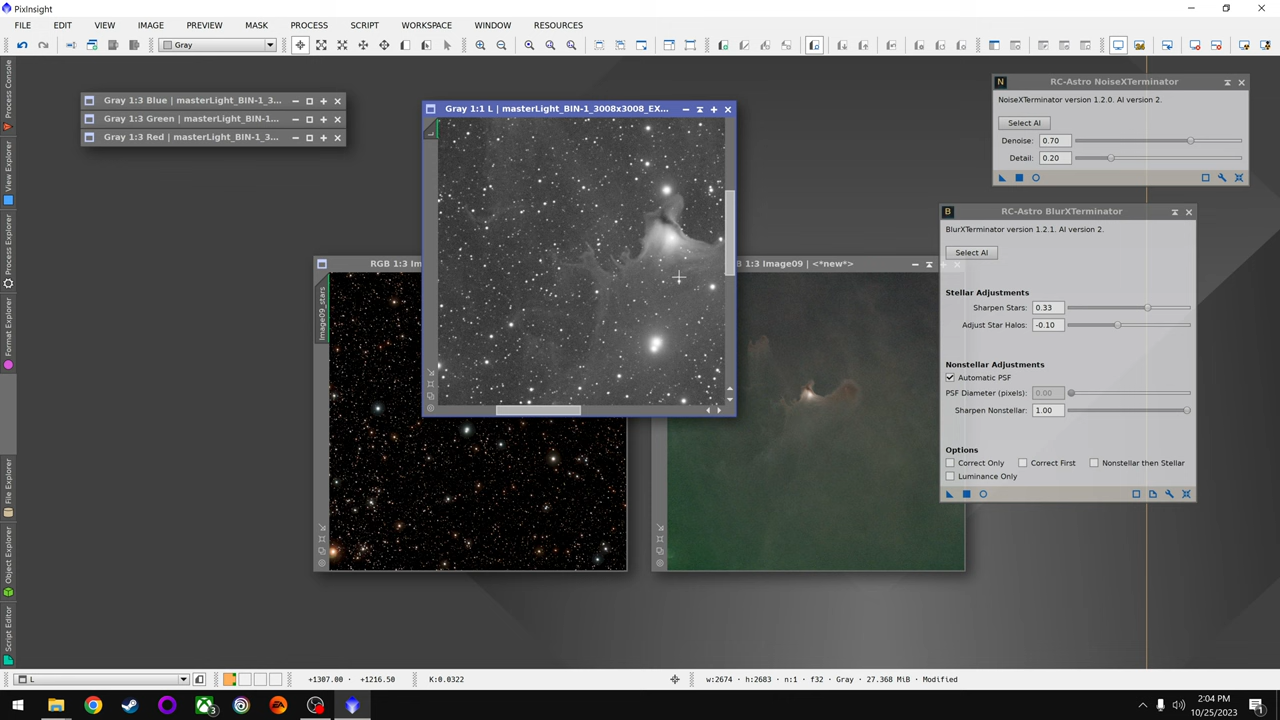 PixInsight
FILE EDIT VIEW IMAGE PREVIEW MASK PROCESS SCRIPT WORKSPACE WINDOW RESOURCES
Gray
Process Console
View Explorer
Process Explorer
Format Explorer
File Explorer
Object Explorer
Script Editor
Gray 1:3 Blue | masterLight_BIN-1_3...
Gray 1:3 Green | masterLight_BIN-1...
Gray 1:3 Red | masterLight_BIN-1_3...
Gray 1:1 L | masterLight_BIN-1_3008x3008_EX...
N RC-Astro NoiseXTerminator
NoiseXTerminator version 1.2.0. AI version 2.
Select AI
Denoise: 0.70
Detail: 0.20
B RC-Astro BlurXTerminator
BlurXTerminator version 1.2.1. AI version 2.
Select AI
Stellar Adjustments
Sharpen Stars: 0.33
Adjust Star Halos: -0.10
Nonstellar Adjustments
Automatic PSF
PSF Diameter (pixels): 0.00
Sharpen Nonstellar: 1.00
Options
Correct Only Correct First Nonstellar then Stellar
Luminance Only
RGB 1:3 Im
Image09_stars
1:3 Image09 | <*new*>
L
+1307.00 · +1216.50
K:0.0322
w:2674 · h:2683 · n:1 · f32 · Gray · 27.368 MiB · Modified
3
2:04 PM
10/25/2023
1